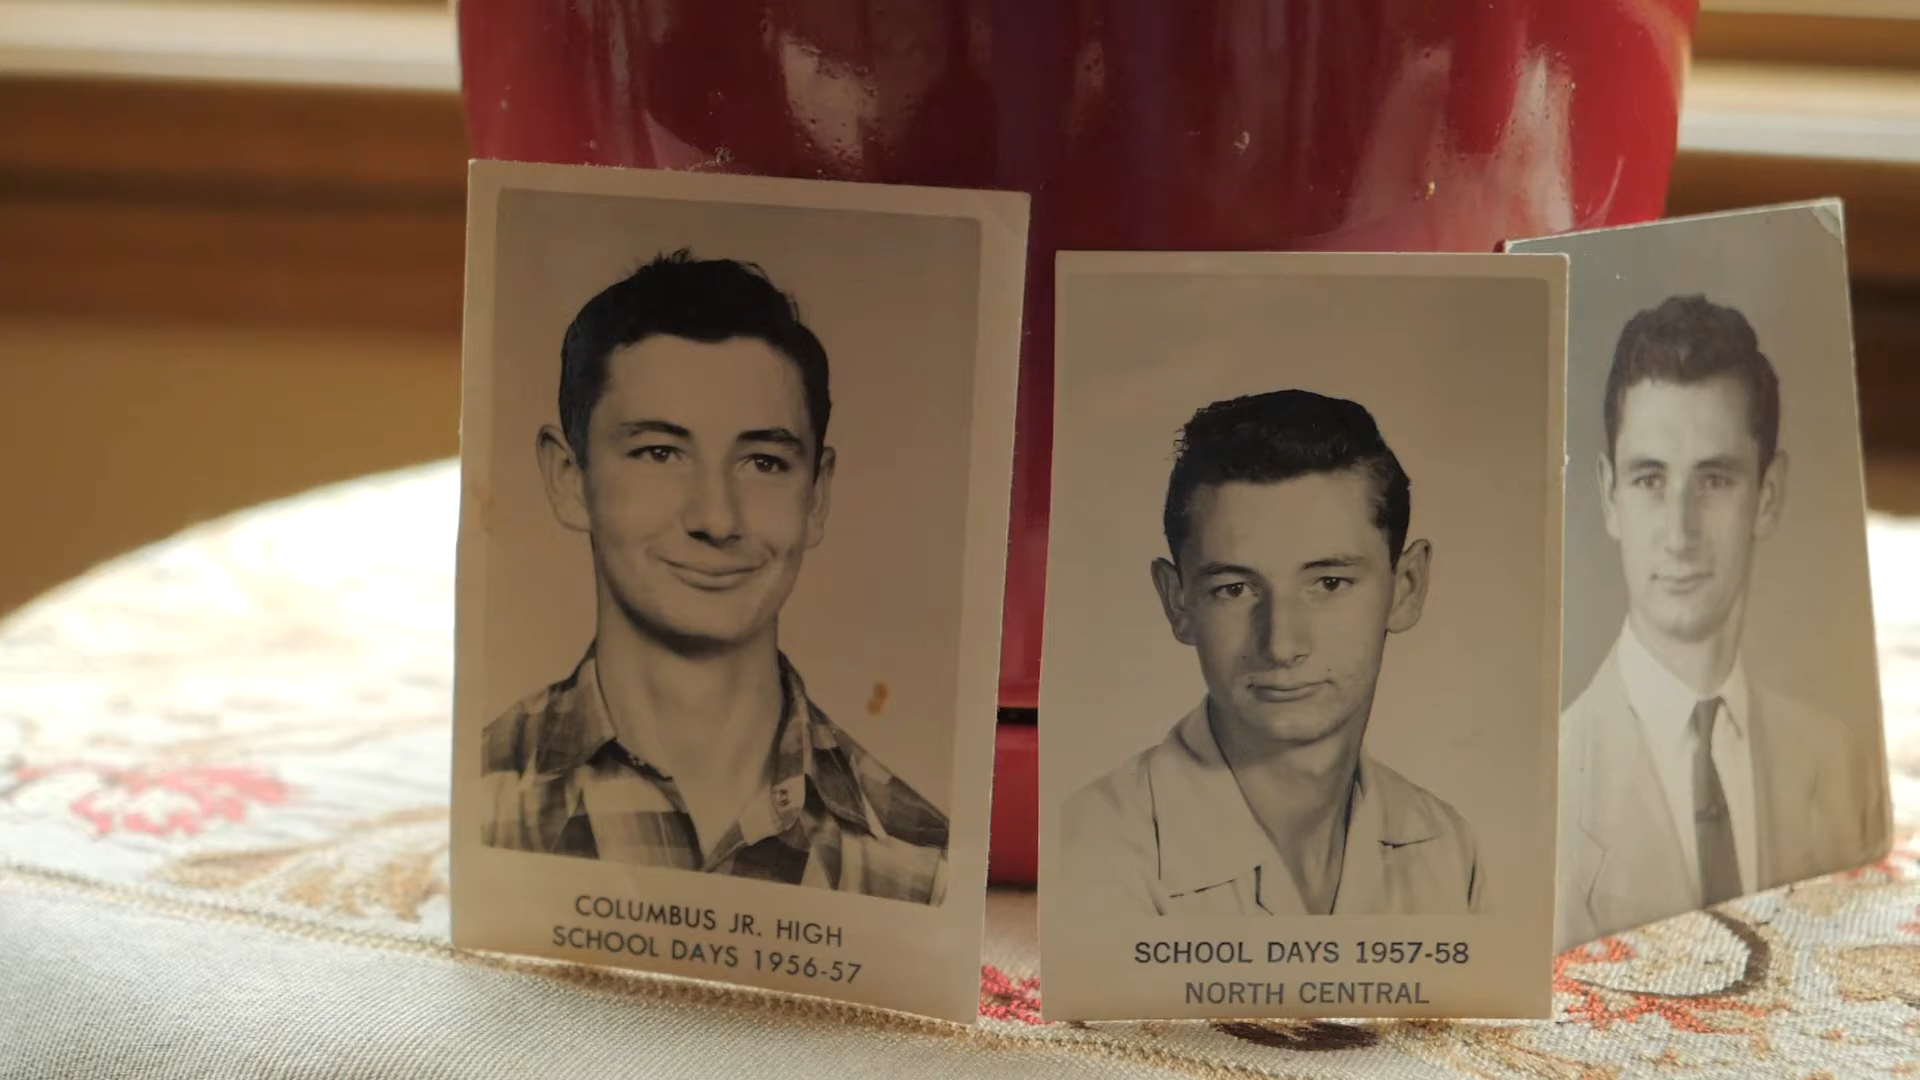 COLUMBUS JR. HIGH
SCHOOL DAYS 1956-57
SCHOOL DAYS 1957-58
NORTH CENTRAL